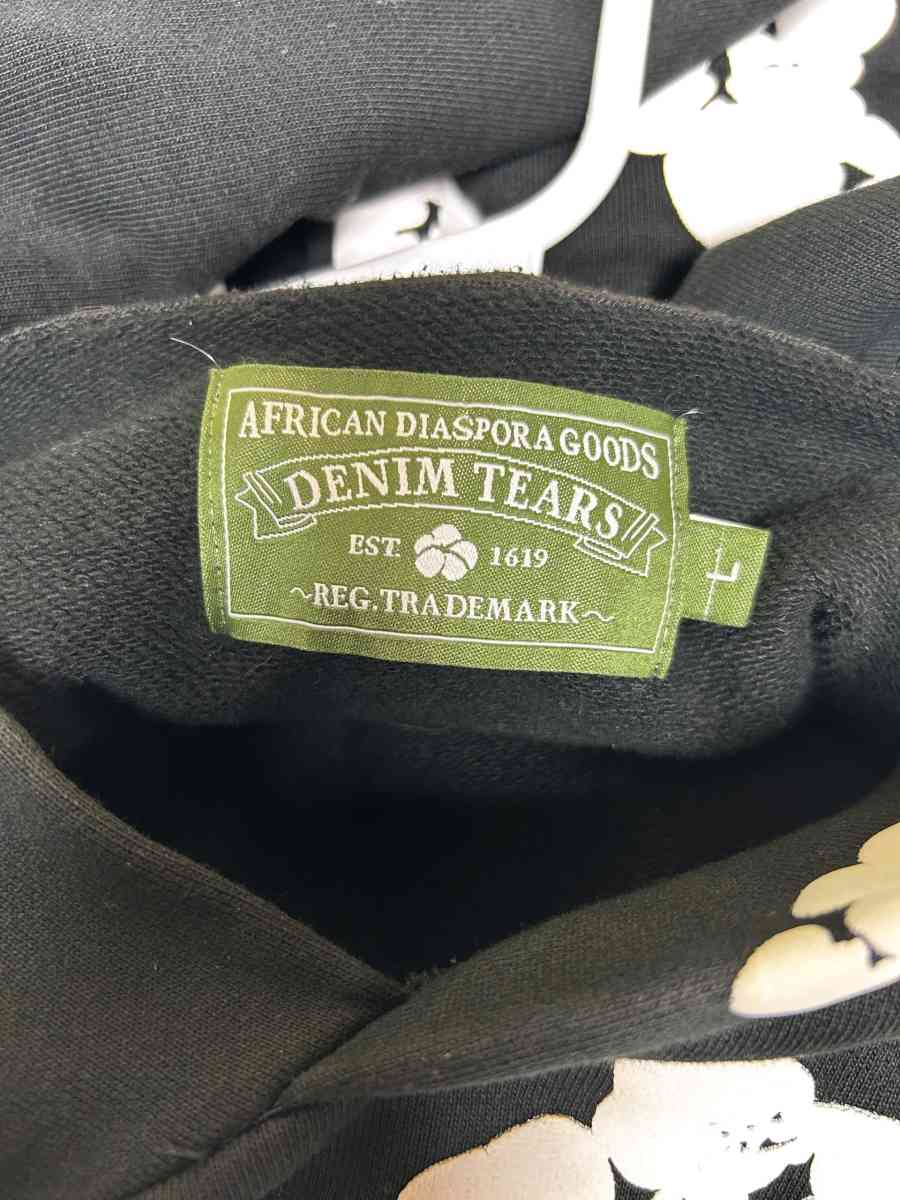 AFRICAN DIASPORA GOODS
DENIM TEARS
EST. 1619
~REG. TRADEMARK~
L